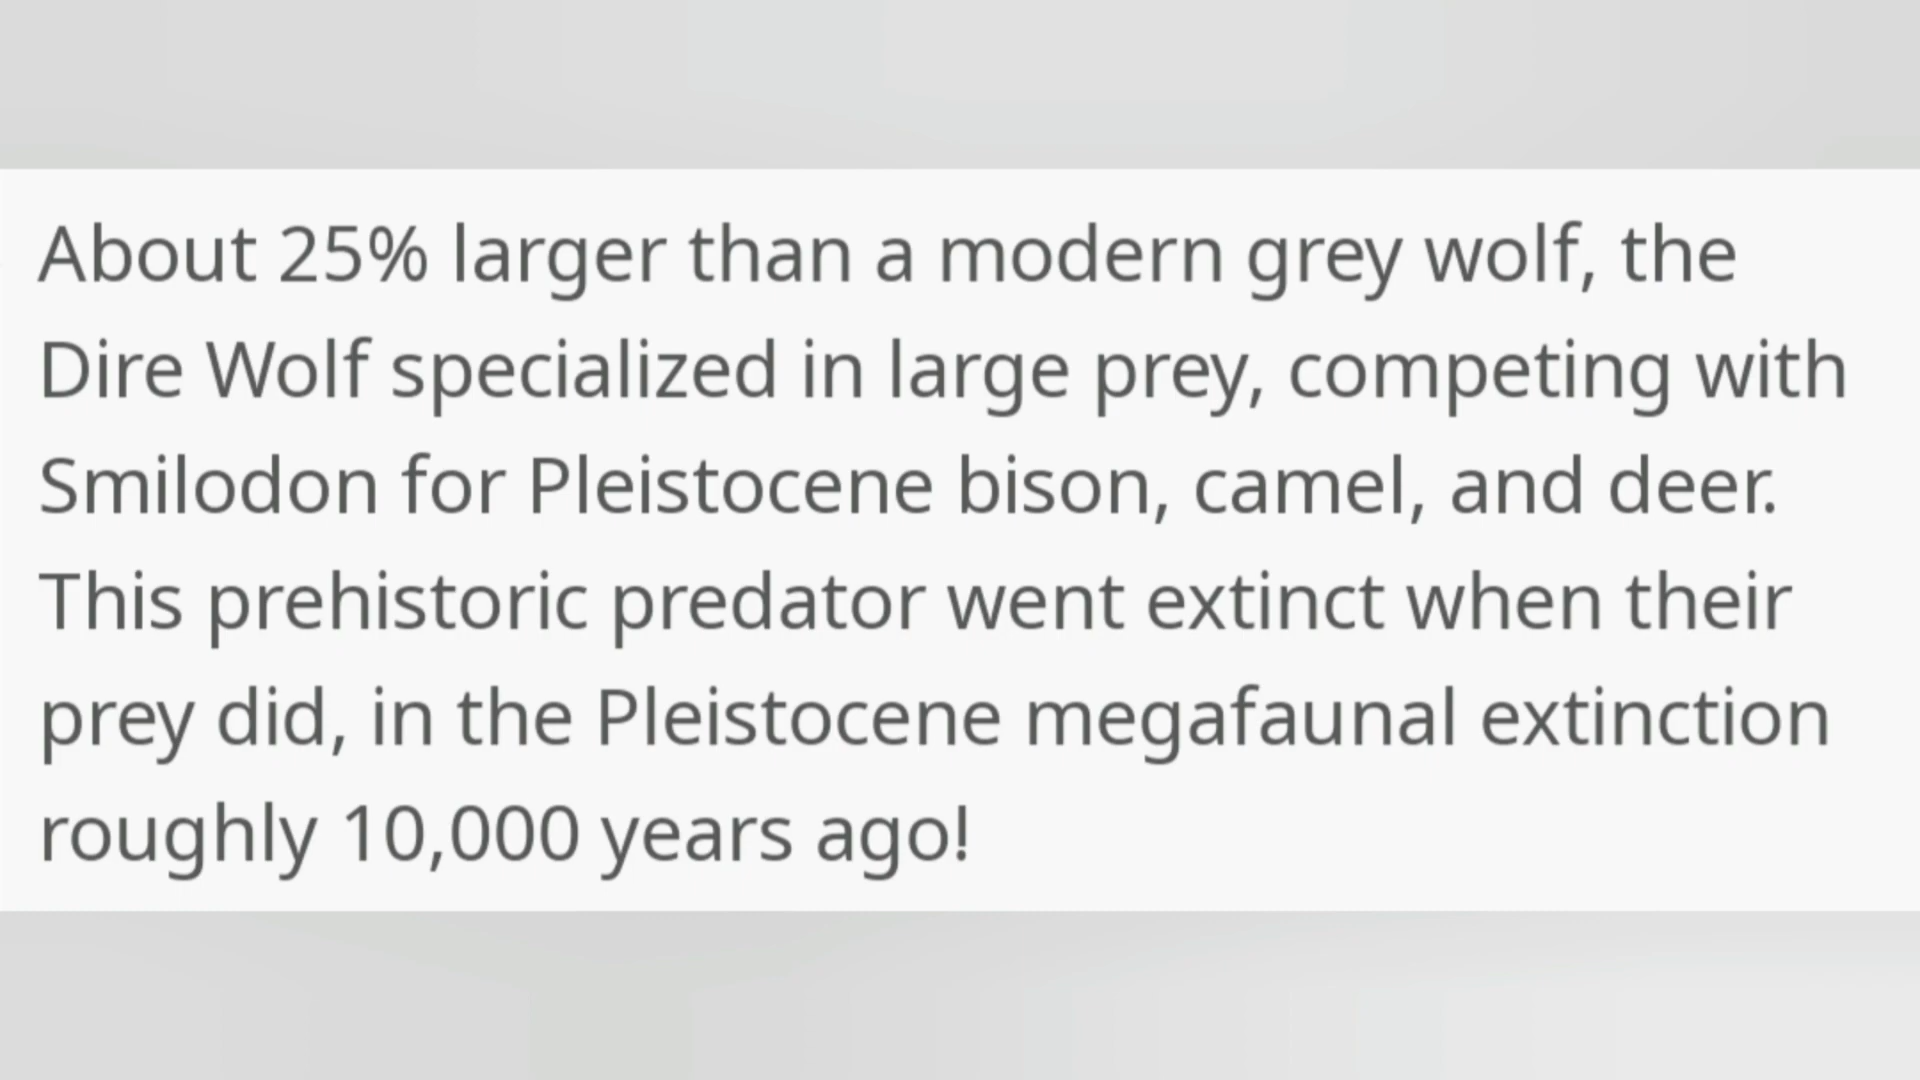 About 25% larger than a modern grey wolf, the
Dire Wolf specialized in large prey, competing with
Smilodon for Pleistocene bison, camel, and deer.
This prehistoric predator went extinct when their
prey did, in the Pleistocene megafaunal extinction
roughly 10,000 years ago!